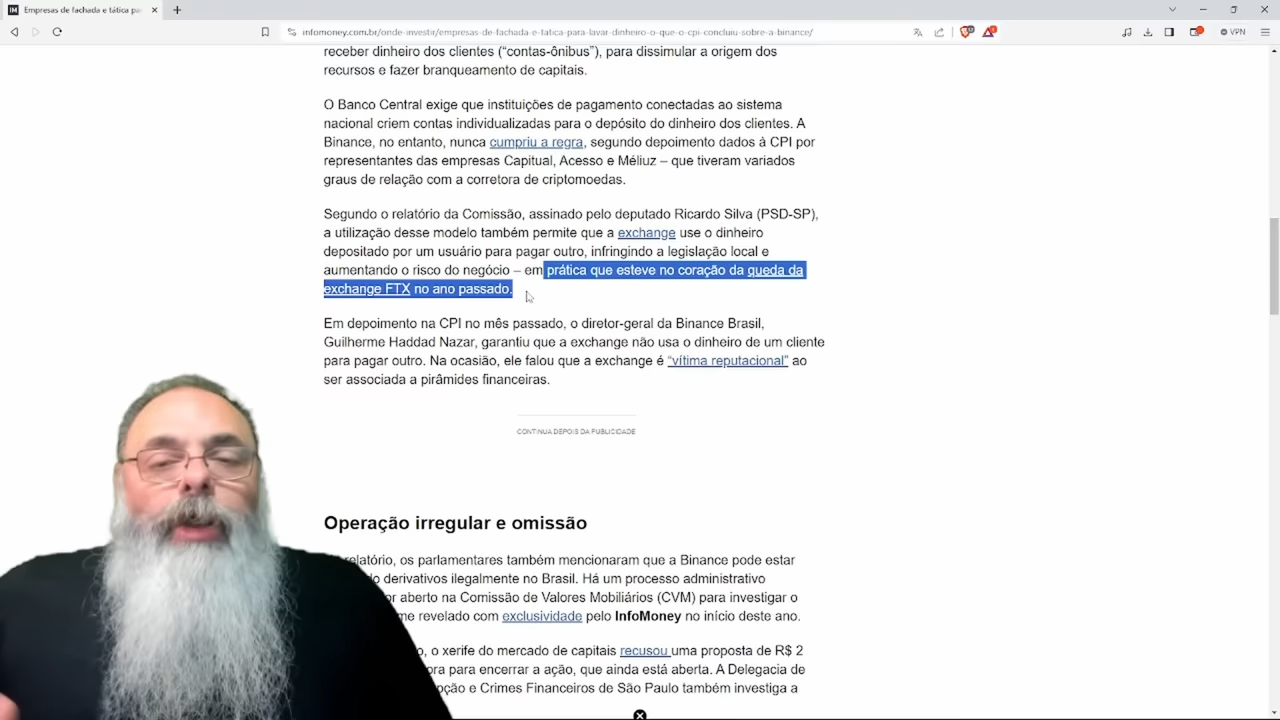 Empresas de fachada e tática pa
infomoney.com.br/onde-investir/empresas-de-fachada-e-tatica-para-lavar-dinheiro-o-que-o-cpi-concluiu-sobre-a-binance/
VPN
receber dinheiro dos clientes (“contas-ônibus”), para dissimular a origem dos
recursos e fazer branqueamento de capitais.
O Banco Central exige que instituições de pagamento conectadas ao sistema
nacional criem contas individualizadas para o depósito do dinheiro dos clientes. A
Binance, no entanto, nunca cumpriu a regra, segundo depoimento dados à CPI por
representantes das empresas Capitual, Acesso e Méliuz – que tiveram variados
graus de relação com a corretora de criptomoedas.
Segundo o relatório da Comissão, assinado pelo deputado Ricardo Silva (PSD-SP),
a utilização desse modelo também permite que a exchange use o dinheiro
depositado por um usuário para pagar outro, infringindo a legislação local e
aumentando o risco do negócio – em prática que esteve no coração da queda da
exchange FTX no ano passado.
Em depoimento na CPI no mês passado, o diretor-geral da Binance Brasil,
Guilherme Haddad Nazar, garantiu que a exchange não usa o dinheiro de um cliente
para pagar outro. Na ocasião, ele falou que a exchange é “vítima reputacional” ao
ser associada a pirâmides financeiras.
CONTINUA DEPOIS DA PUBLICIDADE
Operação irregular e omissão
relatório, os parlamentares também mencionaram que a Binance pode estar
do derivativos ilegalmente no Brasil. Há um processo administrativo
or aberto na Comissão de Valores Mobiliários (CVM) para investigar o
me revelado com exclusividade pelo InfoMoney no início deste ano.
o, o xerife do mercado de capitais recusou uma proposta de R$ 2
ora para encerrar a ação, que ainda está aberta. A Delegacia de
pção e Crimes Financeiros de São Paulo também investiga a